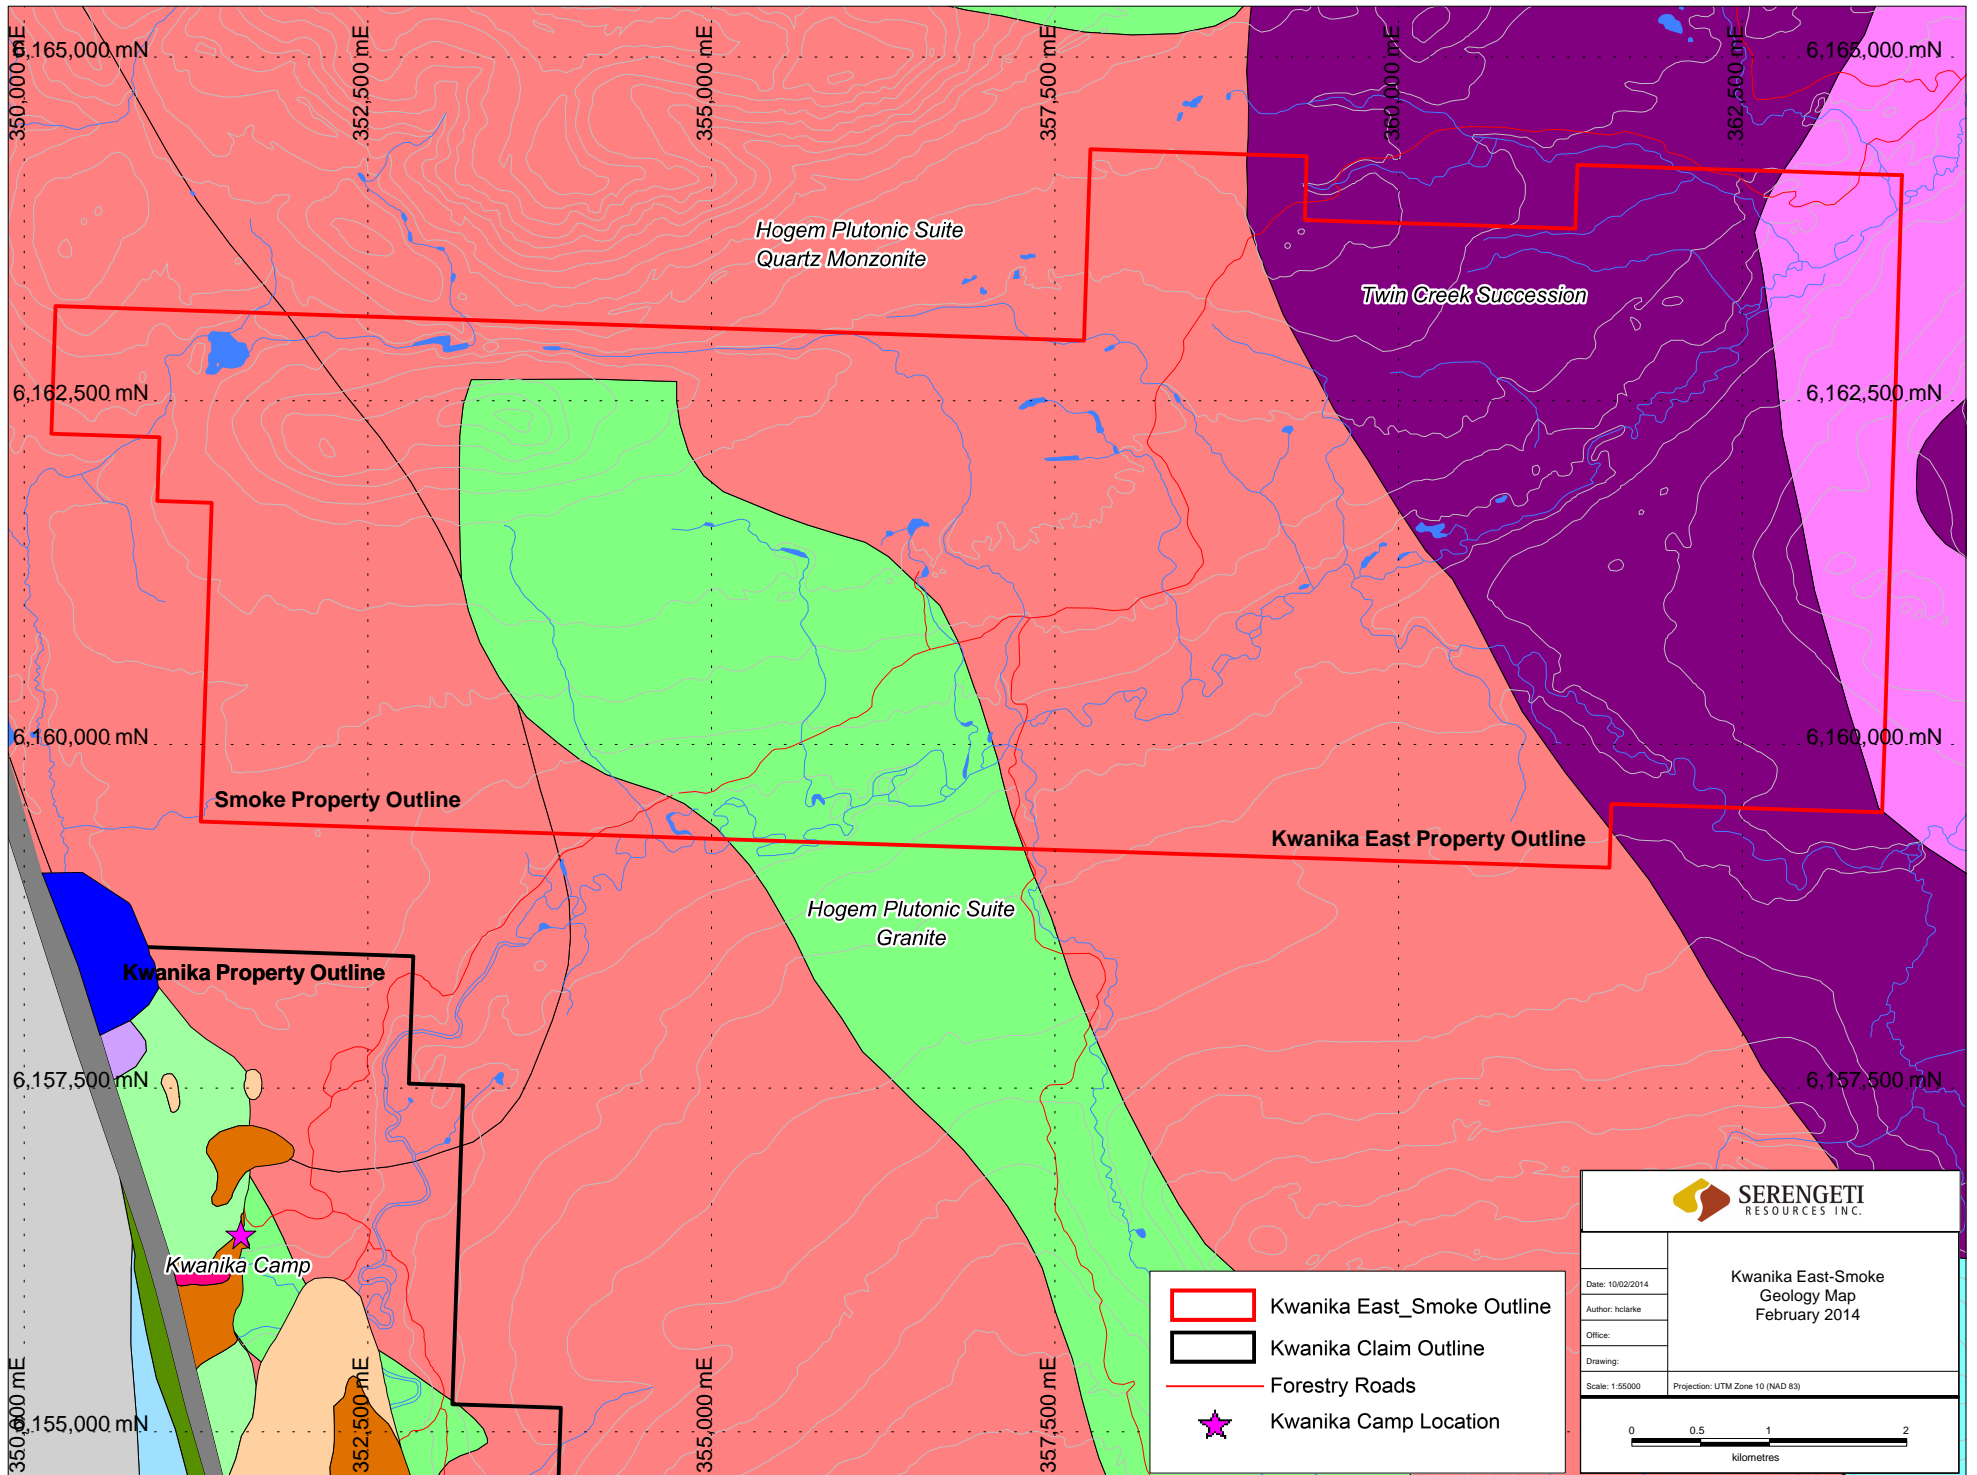 350,000 mE
352,500 mE
355,000 mE
357,500 mE
360,000 mE
362,500 mE
6,165,000 mN
6,165,000 mN
Hogem Plutonic Suite
Quartz Monzonite
Twin Creek Succession
6,162,500 mN
6,162,500 mN
6,160,000 mN
6,160,000 mN
Smoke Property Outline
Kwanika East Property Outline
Hogem Plutonic Suite
Granite
Kwanika Property Outline
6,157,500 mN
6,157,500 mN
Kwanika Camp
6,155,000 mN
350,000 mE
352,500 mE
355,000 mE
357,500 mE
Kwanika East_Smoke Outline
Kwanika Claim Outline
Forestry Roads
Kwanika Camp Location
SERENGETI
RESOURCES INC.
Date: 10/02/2014
Author: hclarke
Office:
Drawing:
Scale: 1:55000
Kwanika East-Smoke
Geology Map
February 2014
Projection: UTM Zone 10 (NAD 83)
0 0.5 1 2
kilometres